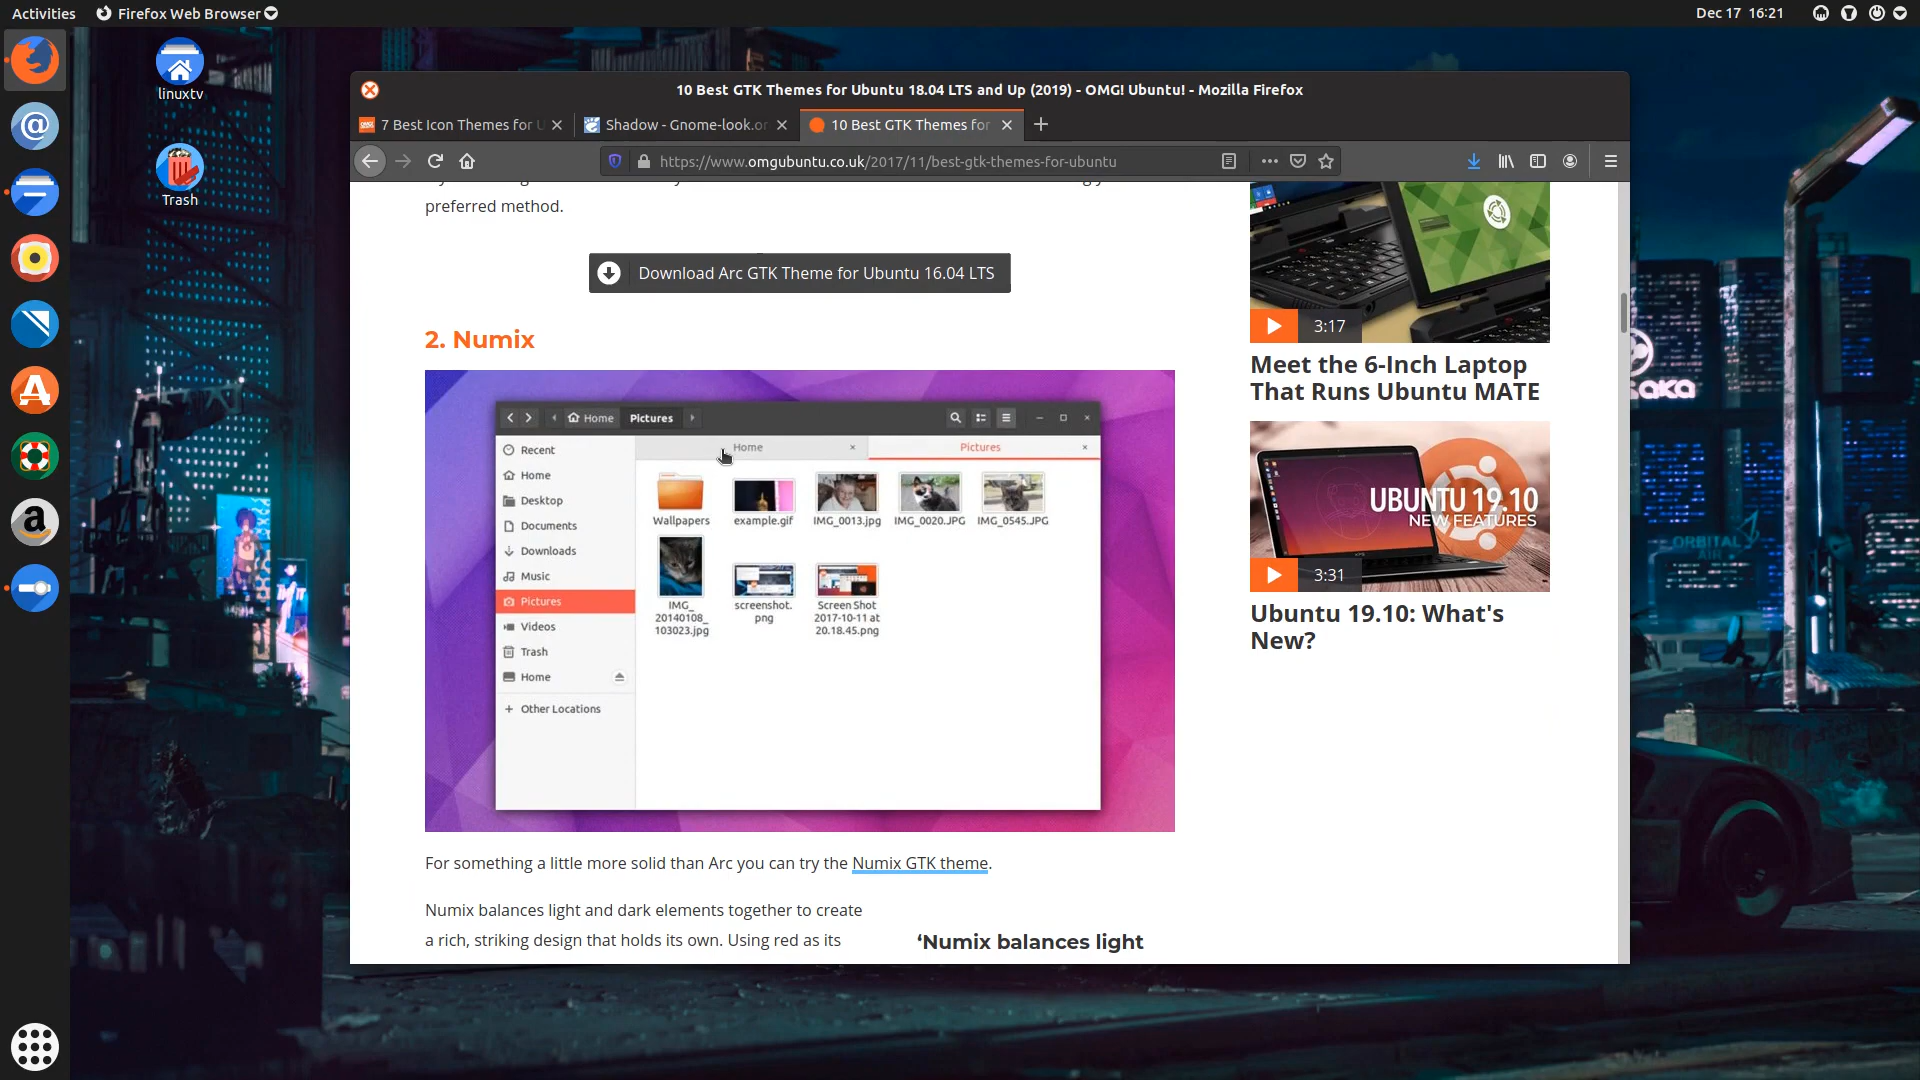 Activities
Firefox Web Browser
Dec 17 16:21
linuxtv
Trash
10 Best GTK Themes for Ubuntu 18.04 LTS and Up (2019) - OMG! Ubuntu! - Mozilla Firefox
7 Best Icon Themes for U
Shadow - Gnome-look.or
10 Best GTK Themes for
https://www.omgubuntu.co.uk/2017/11/best-gtk-themes-for-ubuntu
preferred method.
Download Arc GTK Theme for Ubuntu 16.04 LTS
2. Numix
Home
Pictures
Recent
Home
Desktop
Documents
Downloads
Music
Pictures
Videos
Trash
Home
+ Other Locations
Home
Pictures
Wallpapers
example.gif
IMG_0013.jpg
IMG_0020.JPG
IMG_0545.JPG
IMG_
20140108_
103023.jpg
screenshot.
png
Screen Shot
2017-10-11 at
20.18.45.png
For something a little more solid than Arc you can try the Numix GTK theme.
Numix balances light and dark elements together to create
a rich, striking design that holds its own. Using red as its
‘Numix balances light
3:17
Meet the 6-Inch Laptop
That Runs Ubuntu MATE
UBUNTU 19.10
NEW FEATURES
3:31
Ubuntu 19.10: What's
New?
ORBITAL
AIR